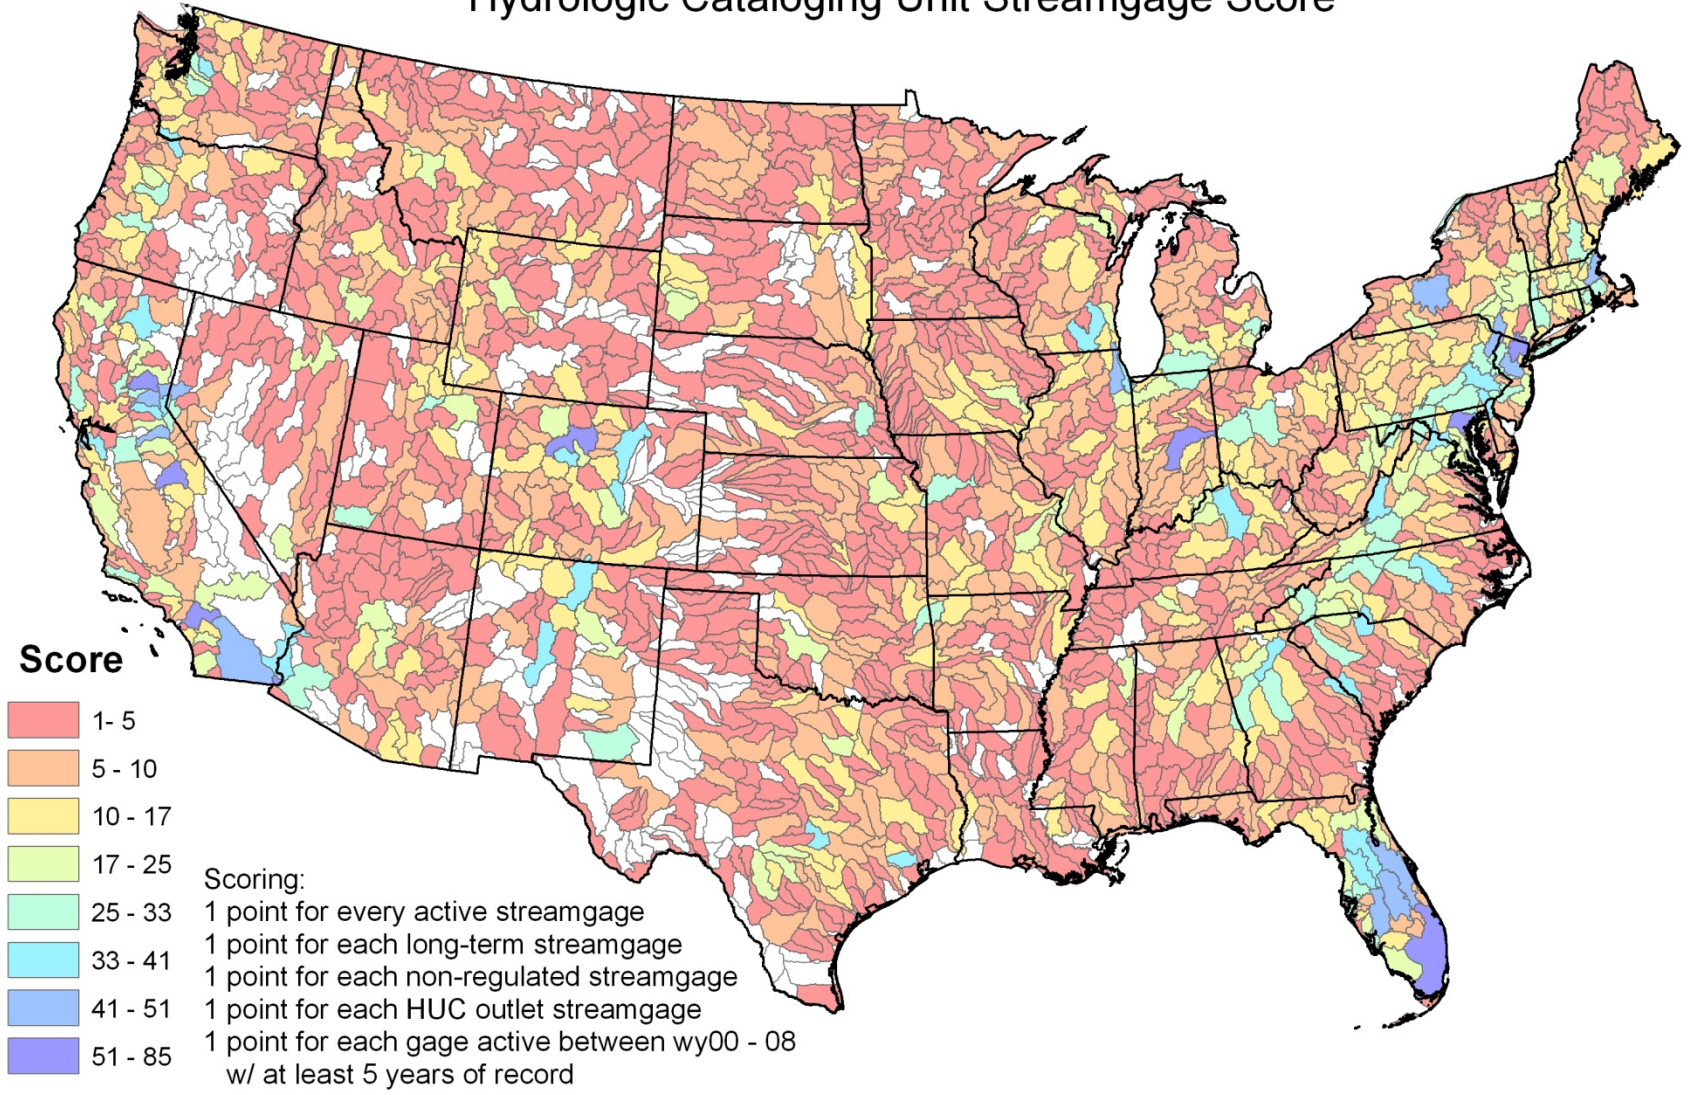 Hydrologic Cataloging Unit Streamgage Score
Score
1- 5
5 - 10
10 - 17
17 - 25
25 - 33
33 - 41
41 - 51
51 - 85
Scoring:
1 point for every active streamgage
1 point for each long-term streamgage
1 point for each non-regulated streamgage
1 point for each HUC outlet streamgage
1 point for each gage active between wy00 - 08
w/ at least 5 years of record